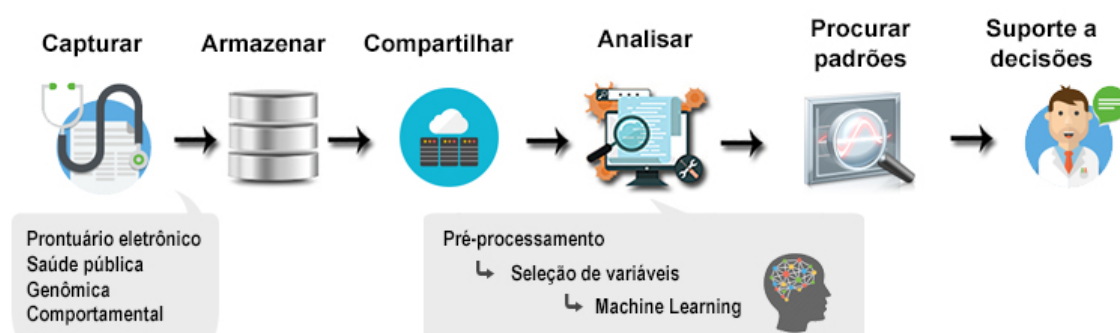 Capturar
Armazenar
Compartilhar
Analisar
Procurar
padrões
Suporte a
decisões
Prontuário eletrônico
Saúde pública
Genômica
Comportamental
Pré-processamento
Seleção de variáveis
Machine Learning